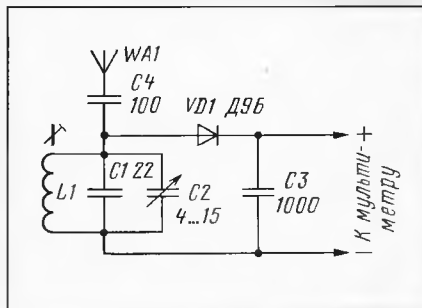 WA1
C4
100
VD1 Д9Б
+
L1
C1 22
C2
4...15
C3
1000
К мульти-
метру
−